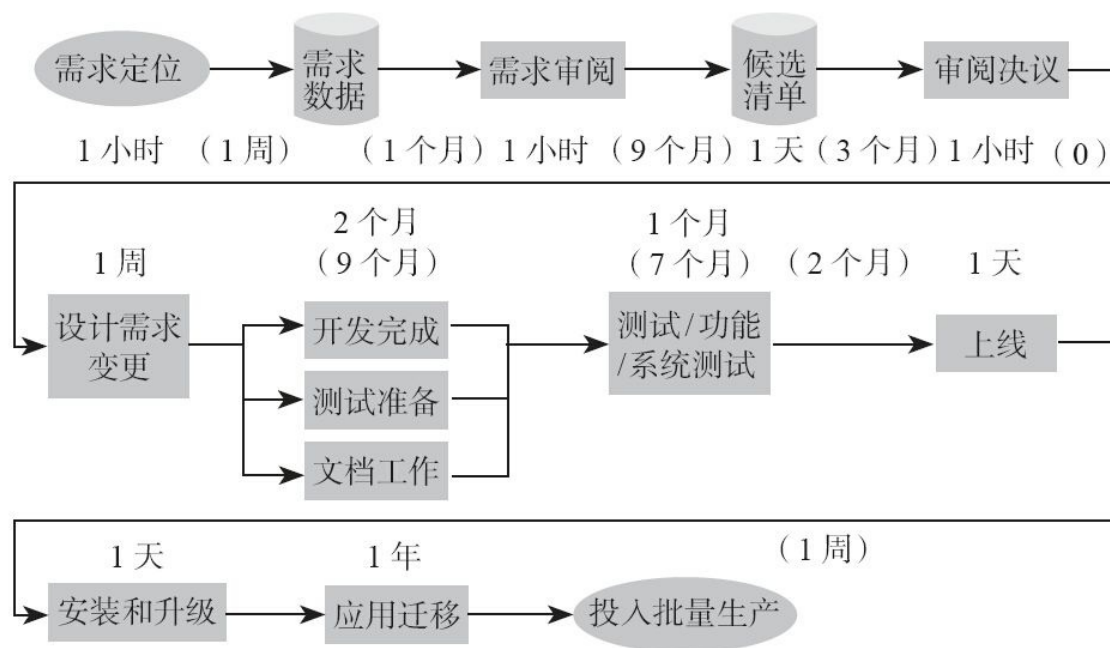 需求定位
需求
数据
需求审阅
候选
清单
审阅决议
1 小时 （1 周） （1 个月） 1 小时 （9 个月） 1 天 （3 个月） 1 小时 （0）
1 周
2 个月
（9 个月）
1 个月
（7 个月）
（2 个月）
1 天
设计需求
变更
开发完成
测试准备
文档工作
测试/功能
/系统测试
上线
1 天
1 年
（1 周）
安装和升级
应用迁移
投入批量生产